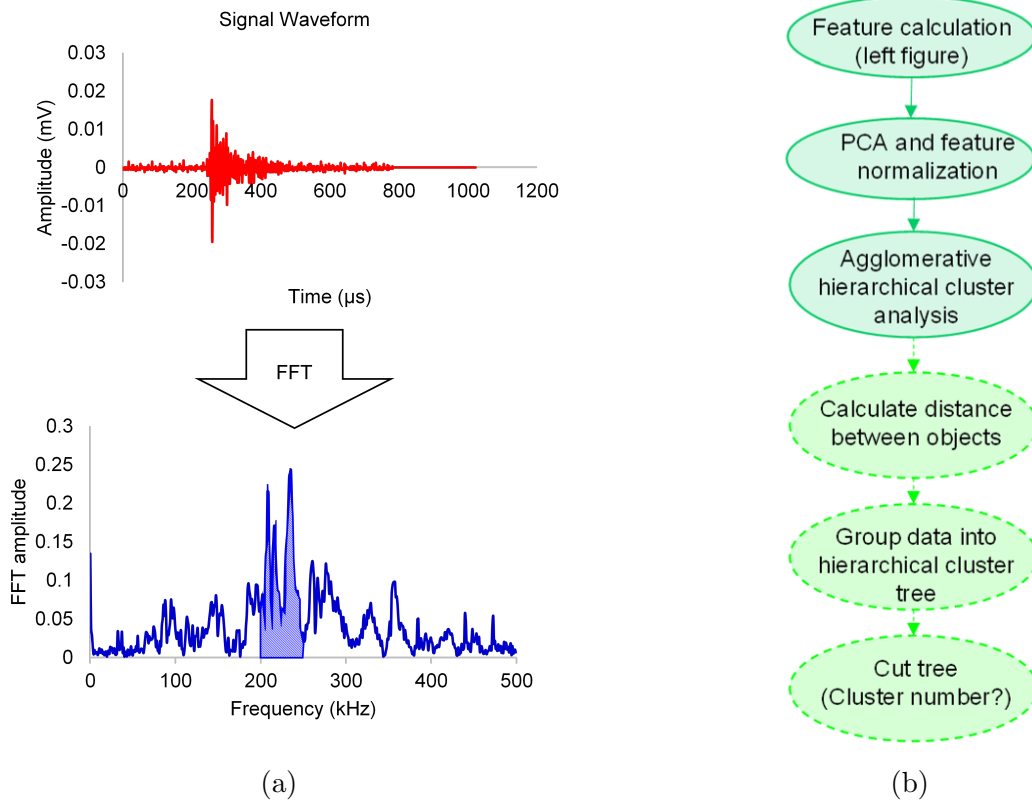 Signal Waveform
0.03
0.02
0.01
0
-0.01
-0.02
-0.03
Amplitude (mV)
0 200 400 600 800 1000 1200
Time (µs)
FFT
0.3
0.25
0.2
0.15
0.1
0.05
0
FFT amplitude
0 100 200 300 400 500
Frequency (kHz)
(a)
Feature calculation
(left figure)
PCA and feature
normalization
Agglomerative
hierarchical cluster
analysis
Calculate distance
between objects
Group data into
hierarchical cluster
tree
Cut tree
(Cluster number?)
(b)